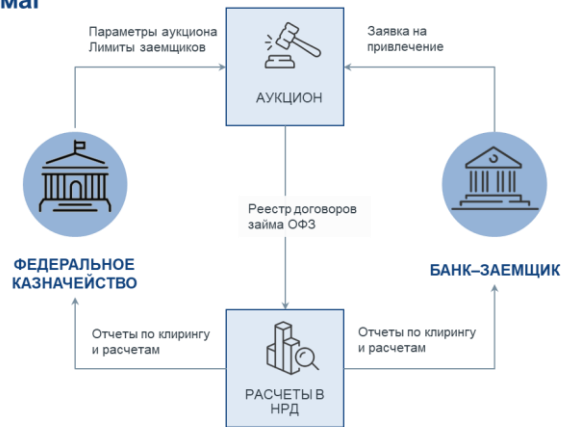 Параметры аукциона
Лимиты заемщиков
Заявка на
привлечение
АУКЦИОН
Реестр договоров
займа ОФЗ
ФЕДЕРАЛЬНОЕ
КАЗНАЧЕЙСТВО
БАНК–ЗАЕМЩИК
Отчеты по клирингу
и расчетам
Отчеты по клирингу
и расчетам
РАСЧЕТЫ В
НРД